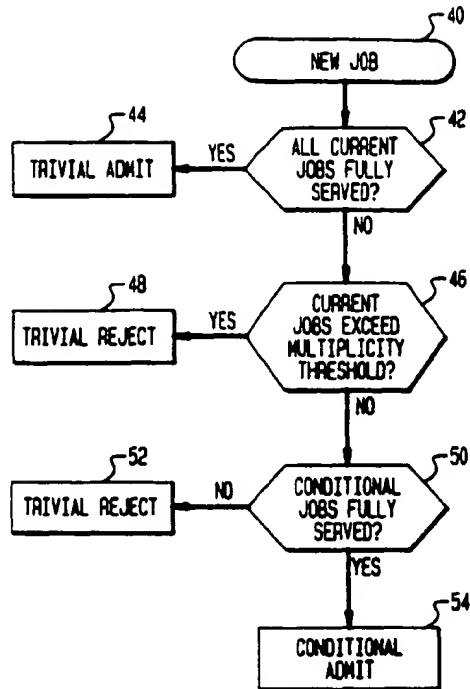 40
NEW JOB
44
42
TRIVIAL ADMIT
YES
ALL CURRENT
JOBS FULLY
SERVED?
NO
48
46
TRIVIAL REJECT
YES
CURRENT
JOBS EXCEED
MULTIPLICITY
THRESHOLD?
NO
52
50
TRIVIAL REJECT
NO
CONDITIONAL
JOBS FULLY
SERVED?
YES
54
CONDITIONAL
ADMIT